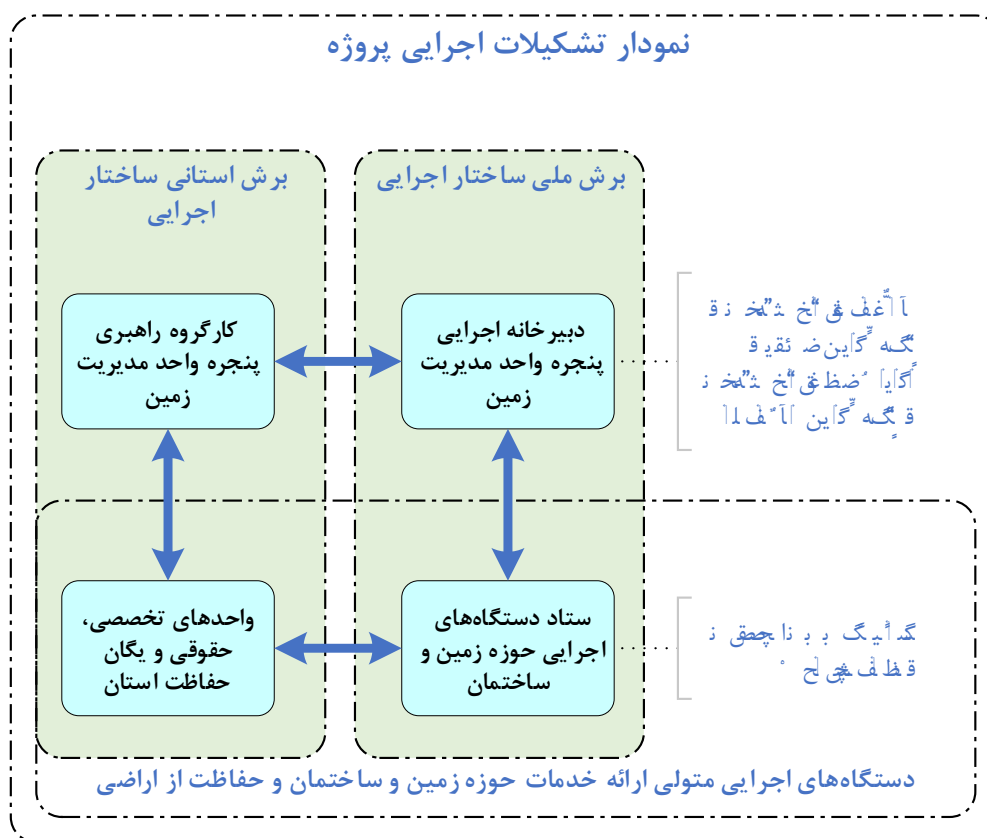 نمودار تشکیلات اجرایی پروژه
برش ملی ساختار اجرایی
برش استانی ساختار
اجرایی
دبیرخانه اجرایی
پنجره واحد مدیریت
زمین
کارگروه راهبری
پنجره واحد مدیریت
زمین
ستاد دستگاه‌های
اجرایی حوزه زمین و
ساختمان
واحدهای تخصصی،
حقوقی و یگان
حفاظت استان
دستگاه‌های اجرایی متولی ارائه خدمات حوزه زمین و ساختمان و حفاظت از اراضی